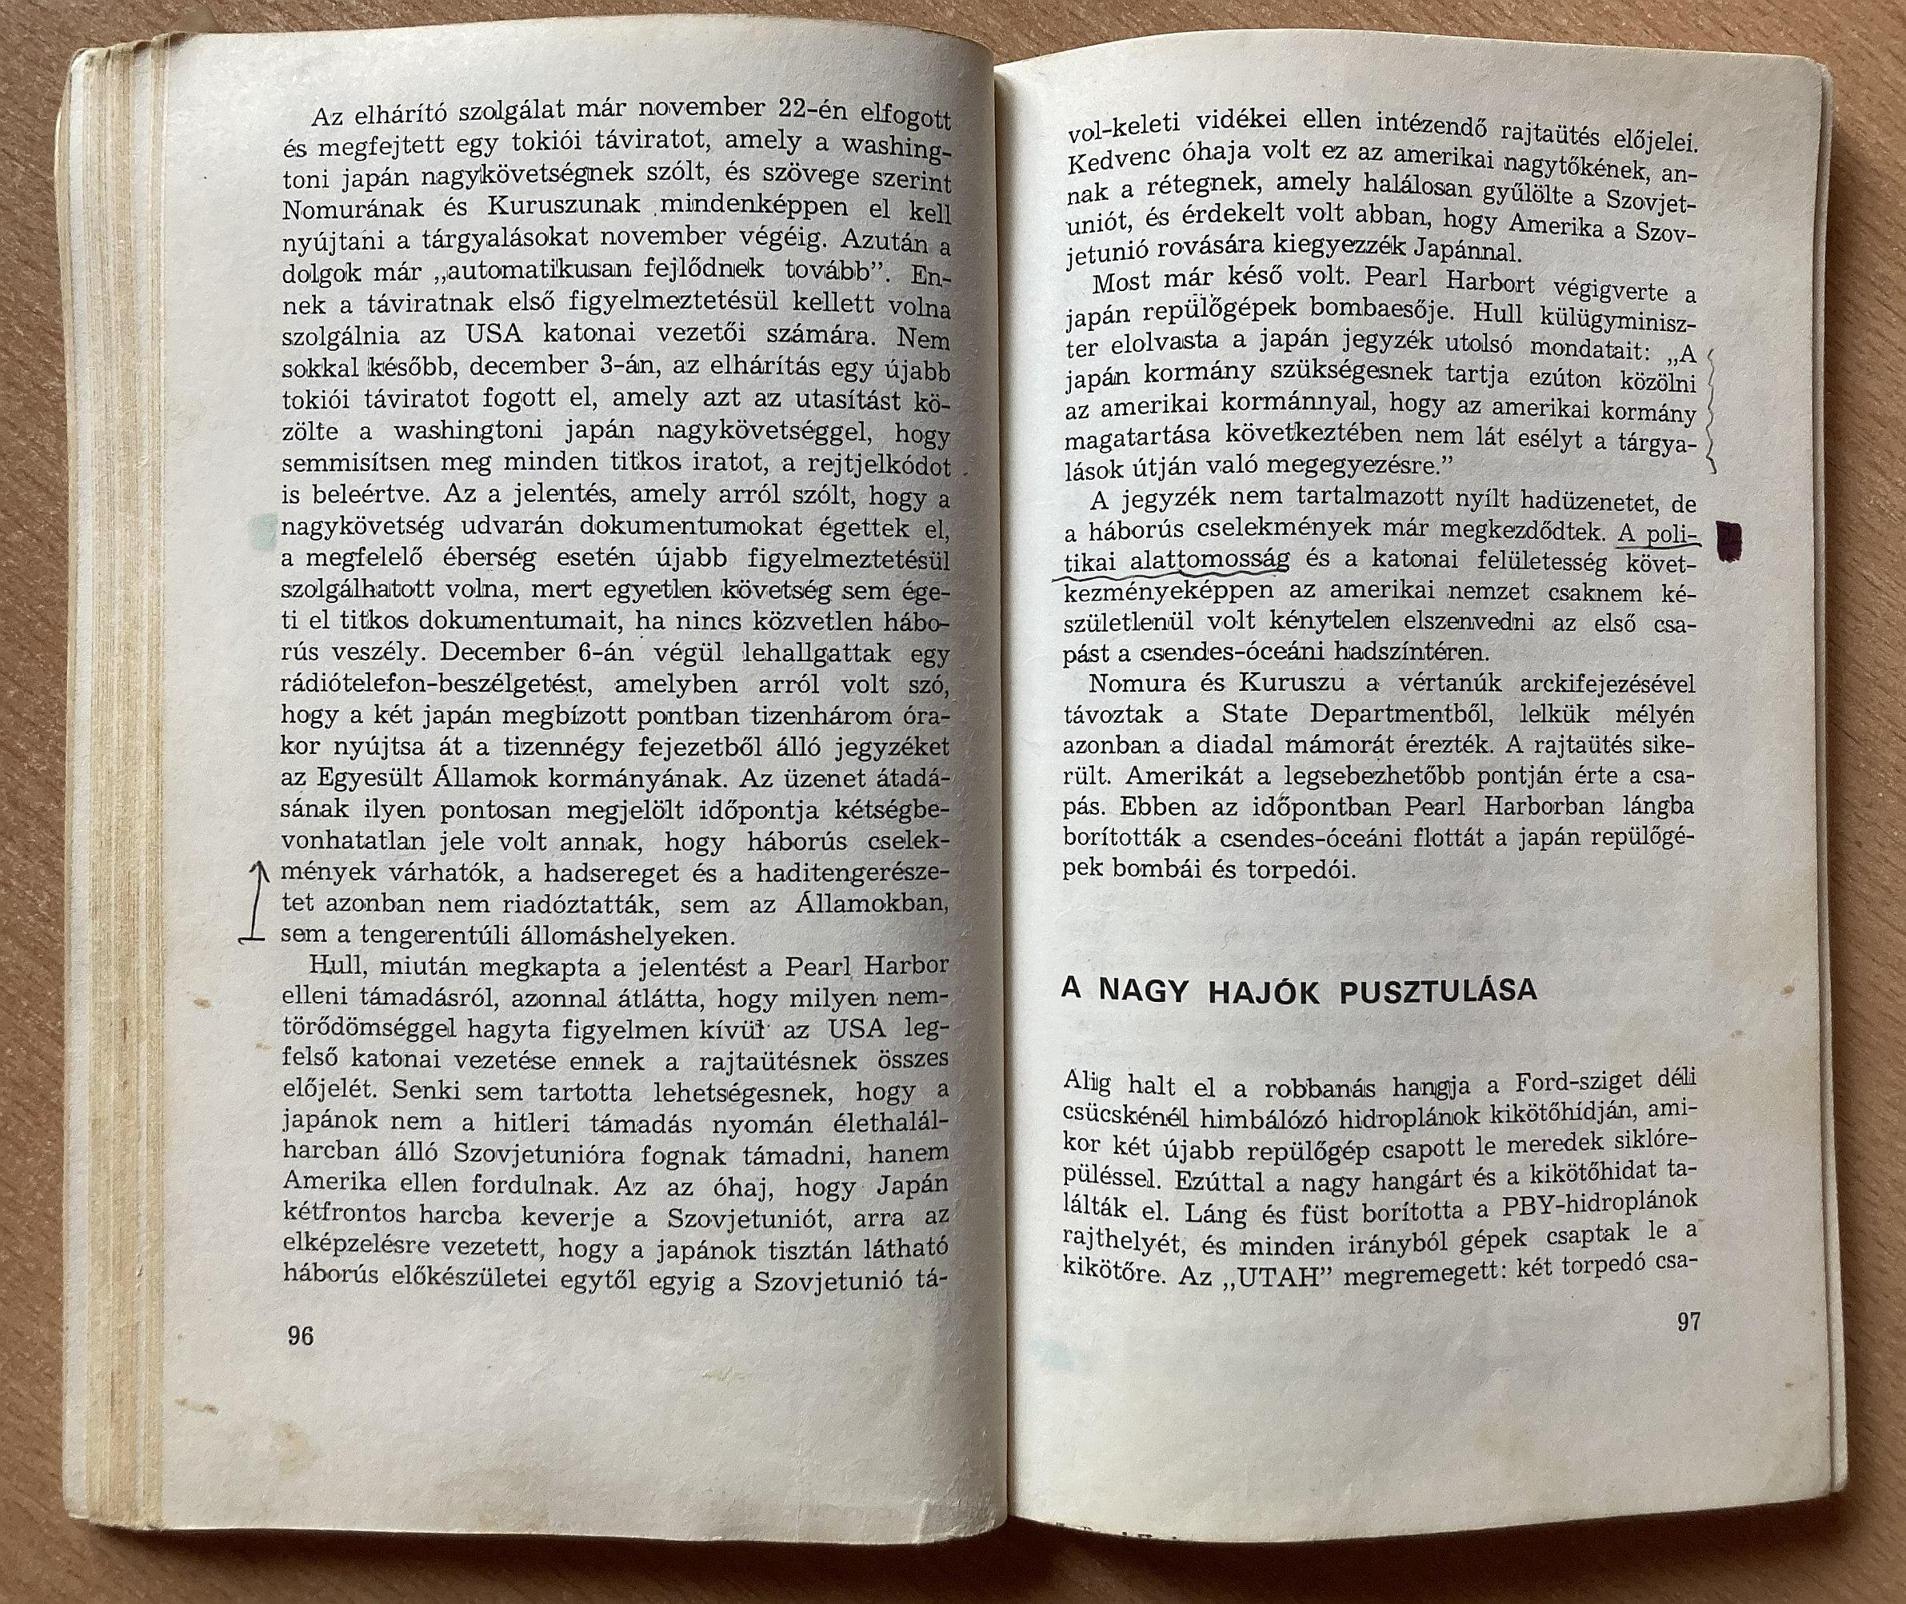 Az elhárító szolgálat már november 22-én elfogott
és megfejtett egy tokiói táviratot, amely a washing-
toni japán nagykövetségnek szólt, és szövege szerint
Nomurának és Kuruszunak mindenképpen el kell
nyújtani a tárgyalásokat november végéig. Azután a
dolgok már „automatikusan fejlődnek tovább”. En-
nek a táviratnak első figyelmeztetésül kellett volna
szolgálnia az USA katonai vezetői számára. Nem
sokkal később, december 3-án, az elhárítás egy újabb
tokiói táviratot fogott el, amely azt az utasítást kö-
zölte a washingtoni japán nagykövetséggel, hogy
semmisítsen meg minden titkos iratot, a rejtjelkódot
is beleértve. Az a jelentés, amely arról szólt, hogy a
nagykövetség udvarán dokumentumokat égettek el,
a megfelelő éberség esetén újabb figyelmeztetésül
szolgálhatott volna, mert egyetlen követség sem ége-
ti el titkos dokumentumait, ha nincs közvetlen hábo-
rús veszély. December 6-án végül lehallgattak egy
rádiótelefon-beszélgetést, amelyben arról volt szó,
hogy a két japán megbízott pontban tizenhárom óra-
kor nyújtsa át a tizennégy fejezetből álló jegyzéket
az Egyesült Államok kormányának. Az üzenet átadá-
sának ilyen pontosan megjelölt időpontja kétségbe-
vonhatatlan jele volt annak, hogy háborús cselek-
mények várhatók, a hadsereget és a haditengerésze-
tet azonban nem riadóztatták, sem az Államokban,
sem a tengerentúli állomáshelyeken.
Hull, miután megkapta a jelentést a Pearl Harbor
elleni támadásról, azonnal átlátta, hogy milyen nem-
törődömséggel hagyta figyelmen kívül az USA leg-
felső katonai vezetése ennek a rajtaütésnek összes
előjelét. Senki sem tartotta lehetségesnek, hogy a
japánok nem a hitleri támadás nyomán élethalál-
harcban álló Szovjetunióra fognak támadni, hanem
Amerika ellen fordulnak. Az az óhaj, hogy Japán
kétfrontos harcba keverje a Szovjetuniót, arra az
elképzelésre vezetett, hogy a japánok tisztán látható
háborús előkészületei egytől egyig a Szovjetunió tá-
96
vol-keleti vidékei ellen intézendő rajtaütés előjelei.
Kedvenc óhaja volt ez az amerikai nagytőkének, an-
nak a rétegnek, amely halálosan gyűlölte a Szovjet-
uniót, és érdekelt volt abban, hogy Amerika a Szov-
jetunió rovására kiegyezzék Japánnal.
Most már késő volt. Pearl Harbort végigverte a
japán repülőgépek bombaesője. Hull külügyminisz-
ter elolvasta a japán jegyzék utolsó mondatait: „A
japán kormány szükségesnek tartja ezúton közölni
az amerikai kormánnyal, hogy az amerikai kormány
magatartása következtében nem lát esélyt a tárgya-
lások útján való megegyezésre.”
A jegyzék nem tartalmazott nyílt hadüzenetet, de
a háborús cselekmények már megkezdődtek. A poli-
tikai alattomosság és a katonai felületesség követ-
kezményeképpen az amerikai nemzet csaknem ké-
születlenül volt kénytelen elszenvedni az első csa-
pást a csendes-óceáni hadszíntéren.
Nomura és Kuruszu a vértanúk arckifejezésével
távoztak a State Departmentből, lelkük mélyén
azonban a diadal mámorát érezték. A rajtaütés sike-
rült. Amerikát a legsebezhetőbb pontján érte a csa-
pás. Ebben az időpontban Pearl Harborban lángba
borították a csendes-óceáni flottát a japán repülőgé-
pek bombái és torpedói.
A NAGY HAJÓK PUSZTULÁSA
Alig halt el a robbanás hangja a Ford-sziget déli
csücskénél himbálózó hidroplánok kikötőhídján, ami-
kor két újabb repülőgép csapott le meredek siklóre-
püléssel. Ezúttal a nagy hangárt és a kikötőhidat ta-
lálták el. Láng és füst borította a PBY-hidroplánok
rajthelyét, és minden irányból gépek csaptak le a
kikötőre. Az „UTAH” megremegett: két torpedó csa-
97